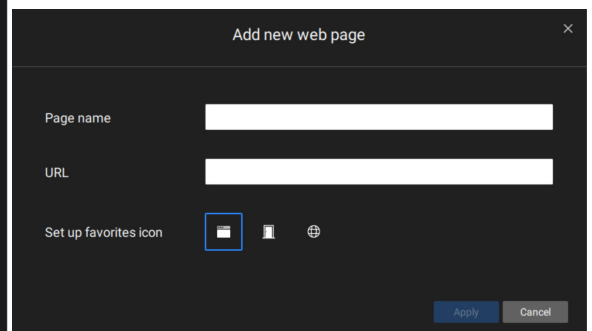 Add new web page
Page name
URL
Set up favorites icon
Apply Cancel